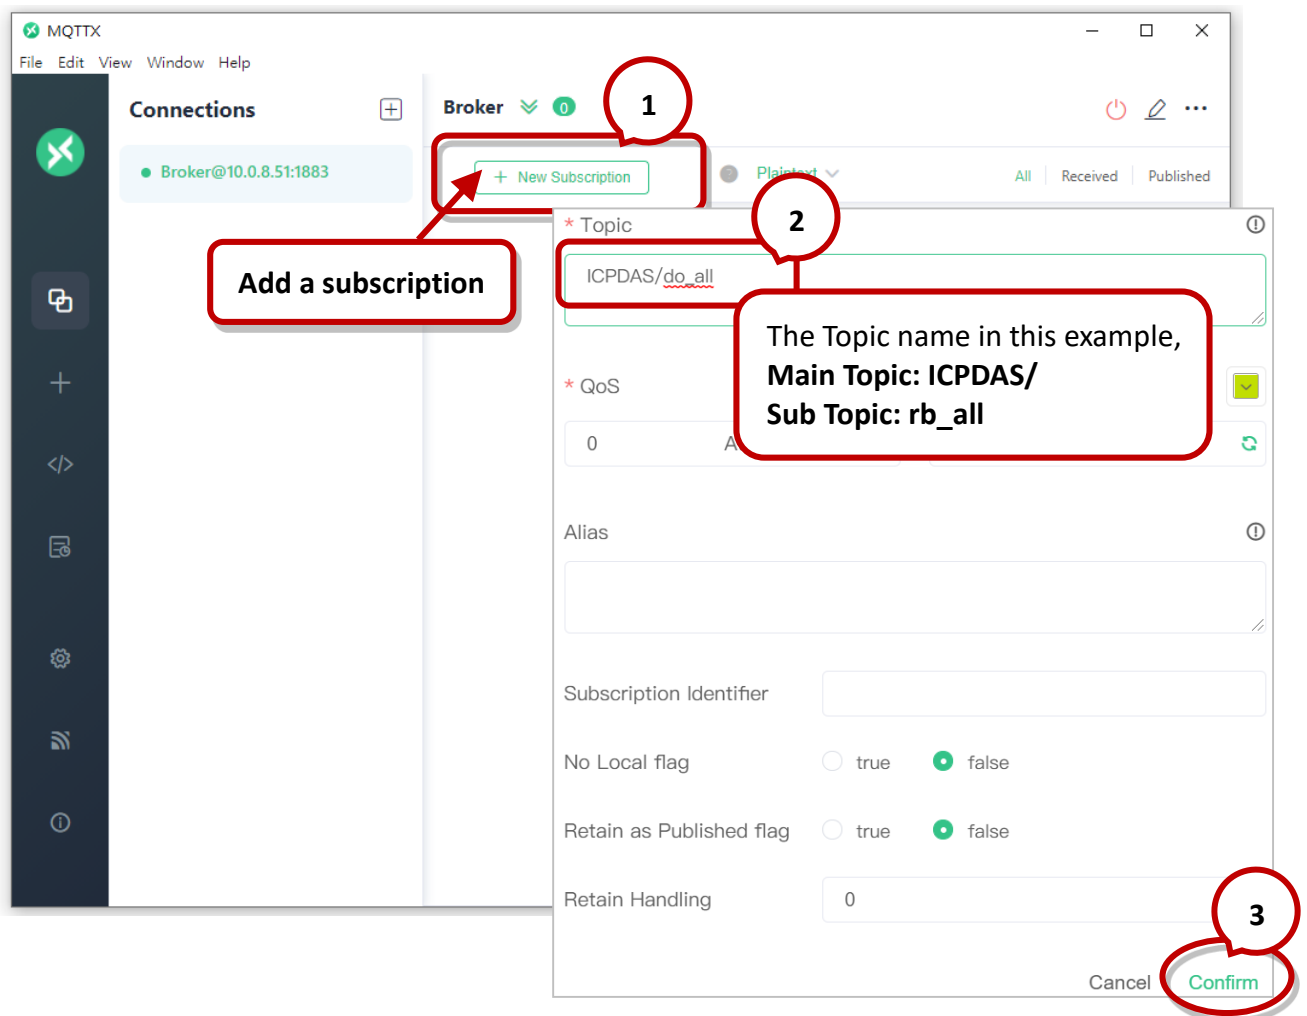 MQTTX
File Edit View Window Help
Connections
Broker 0
1
Broker@10.0.8.51:1883
+ New Subscription
Plaintext
All Received Published
Add a subscription
* Topic
2
ICPDAS/do_all
The Topic name in this example,
Main Topic: ICPDAS/
Sub Topic: rb_all
* QoS
0 A
Alias
Subscription Identifier
No Local flag true false
Retain as Published flag true false
Retain Handling 0
3
Cancel Confirm